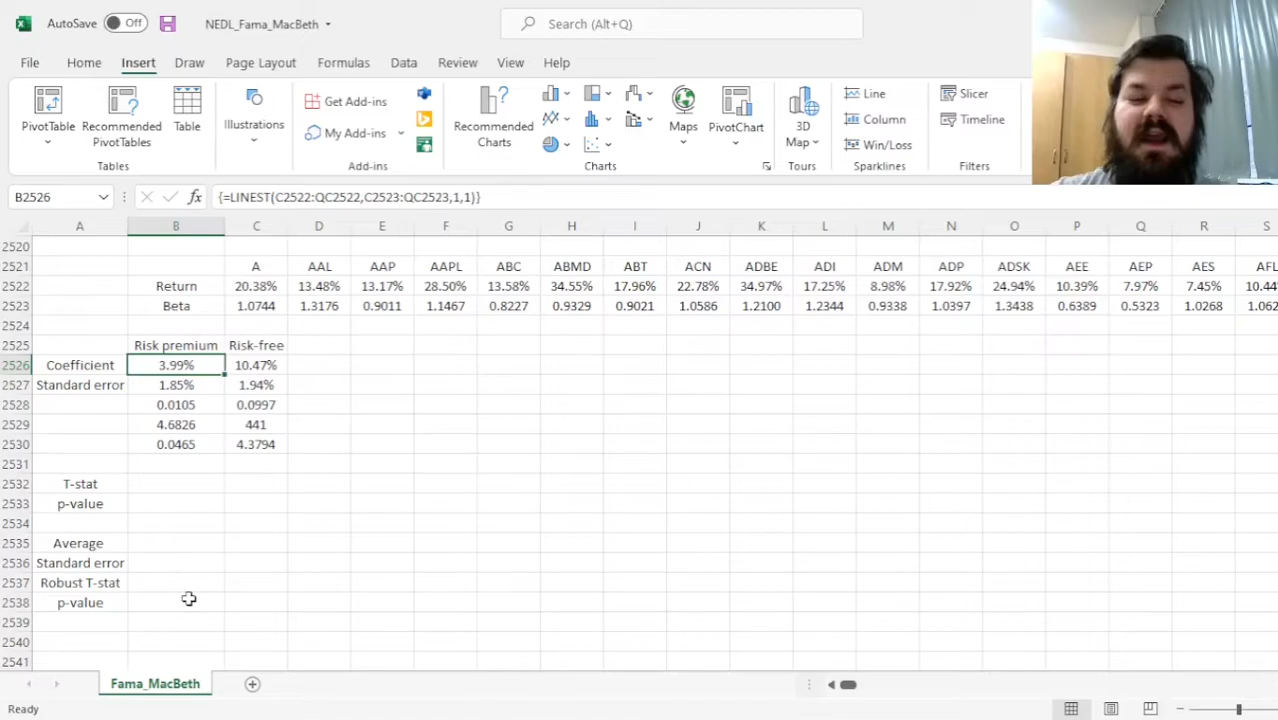 AutoSave Off NEDL_Fama_MacBeth Search (Alt+Q)
File Home Insert Draw Page Layout Formulas Data Review View Help
PivotTable Recommended PivotTables Table Illustrations Get Add-ins My Add-ins Recommended Charts Maps PivotChart 3D Map Line Column Win/Loss Slicer Timeline
Tables Add-ins Charts Tours Sparklines Filters
B2526 fx {=LINEST(C2522:QC2522,C2523:QC2523,1,1)}
A B C D E F G H I J K L M N O P Q R S
2520
2521 A AAL AAP AAPL ABC ABMD ABT ACN ADBE ADI ADM ADP ADSK AEE AEP AES AFL
2522 Return 20.38% 13.48% 13.17% 28.50% 13.58% 34.55% 17.96% 22.78% 34.97% 17.25% 8.98% 17.92% 24.94% 10.39% 7.97% 7.45% 10.44
2523 Beta 1.0744 1.3176 0.9011 1.1467 0.8227 0.9329 0.9021 1.0586 1.2100 1.2344 0.9338 1.0397 1.3438 0.6389 0.5323 1.0268 1.062
2524
2525 Risk premium Risk-free
2526 Coefficient 3.99% 10.47%
2527 Standard error 1.85% 1.94%
2528 0.0105 0.0997
2529 4.6826 441
2530 0.0465 4.3794
2531
2532 T-stat
2533 p-value
2534
2535 Average
2536 Standard error
2537 Robust T-stat
2538 p-value
2539
2540
2541
Fama_MacBeth
Ready